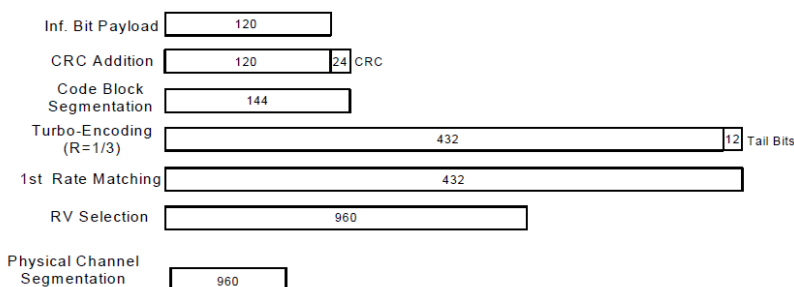 Inf. Bit Payload 120
CRC Addition 120 24 CRC
Code Block
Segmentation 144
Turbo-Encoding
(R=1/3) 432 12 Tail Bits
1st Rate Matching 432
RV Selection 960
Physical Channel
Segmentation 960